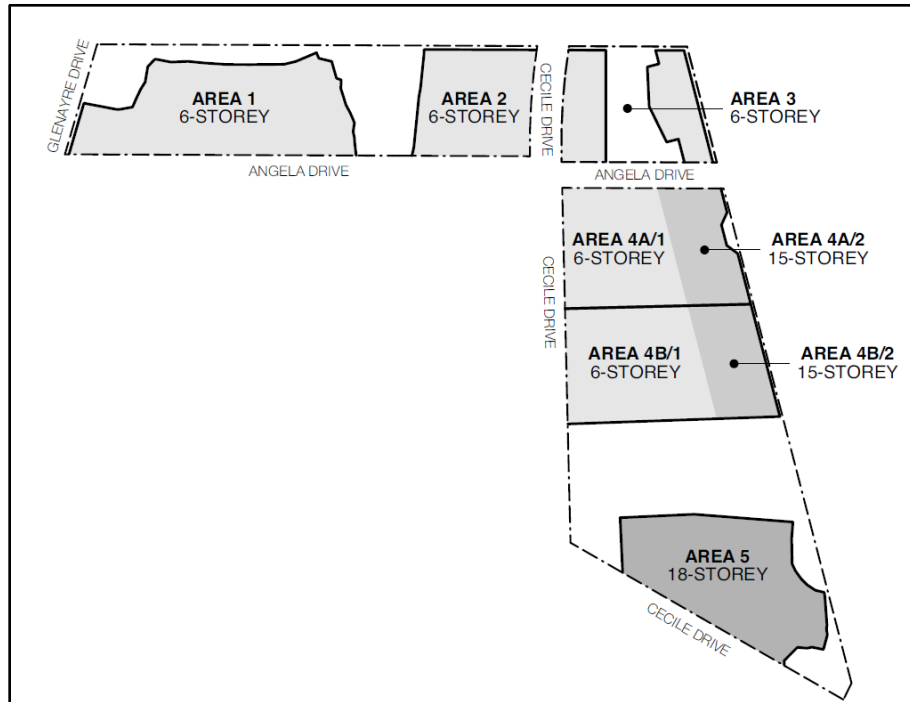 GLENAYRE DRIVE
AREA 1
6-STOREY
AREA 2
6-STOREY
CECILE DRIVE
AREA 3
6-STOREY
ANGELA DRIVE
ANGELA DRIVE
AREA 4A/1
6-STOREY
AREA 4A/2
15-STOREY
CECILE DRIVE
AREA 4B/1
6-STOREY
AREA 4B/2
15-STOREY
AREA 5
18-STOREY
CECILE DRIVE